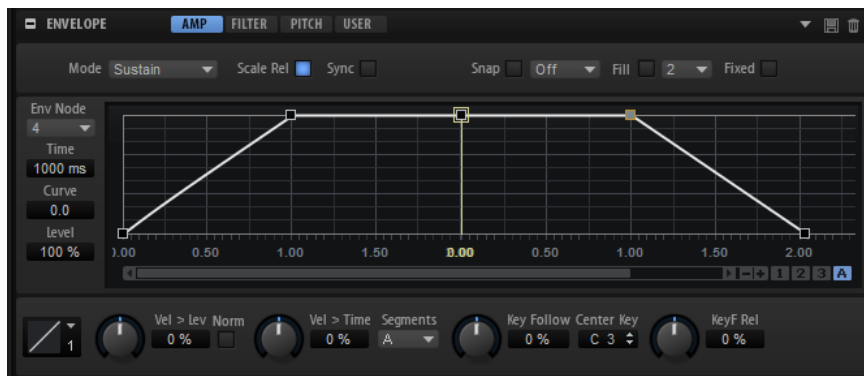 ENVELOPE AMP FILTER PITCH USER
Mode Sustain Scale Rel Sync Snap Off Fill 2 Fixed
Env Node
4
Time
1000 ms
Curve
0.0
Level
100 %
0.00 0.50 1.00 1.50 0.00 0.50 1.00 1.50 2.00
- + 1 2 3 A
1
Vel > Lev Norm Vel > Time Segments Key Follow Center Key KeyF Rel
0 % 0 % A 0 % C 3 0 %